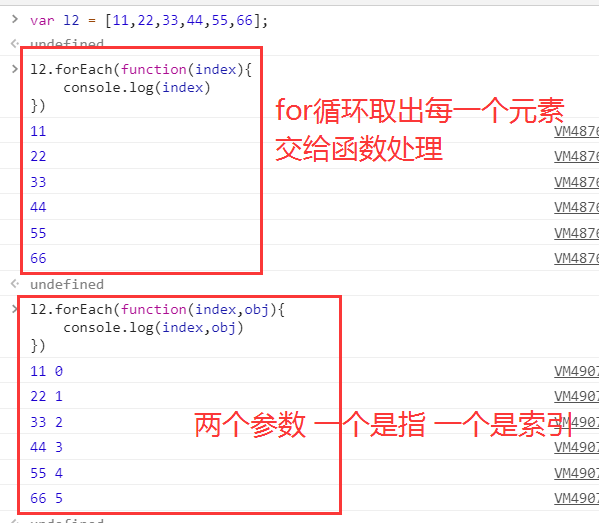 var l2 = [11,22,33,44,55,66];
undefined
l2.forEach(function(index){
console.log(index)
})
for循环取出每一个元素
交给函数处理
11 VM4876
22 VM4876
33 VM4876
44 VM4876
55 VM4876
66 VM4876
undefined
l2.forEach(function(index,obj){
console.log(index,obj)
})
11 0 VM4907
22 1 VM4907
33 2 VM4907
两个参数 一个是指 一个是索引
44 3 VM4907
55 4 VM4907
66 5 VM4907
undefined